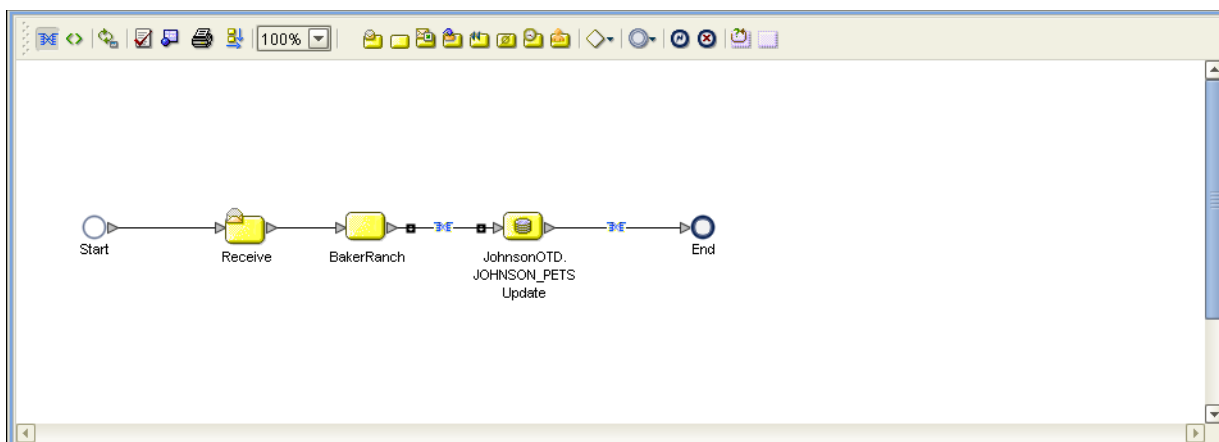 100%
Start
Receive
BakerRanch
JohnsonOTD.
JOHNSON_PETS
Update
End